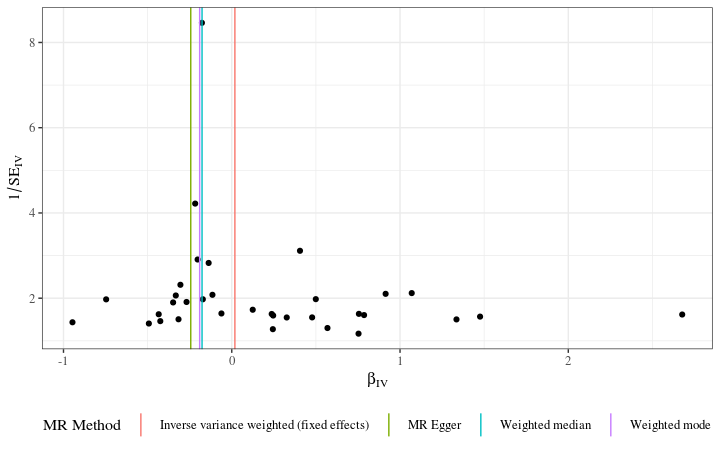 8
6
4
2
1/SE_IV
-1 0 1 2
β_IV
MR Method Inverse variance weighted (fixed effects) MR Egger Weighted median Weighted mode